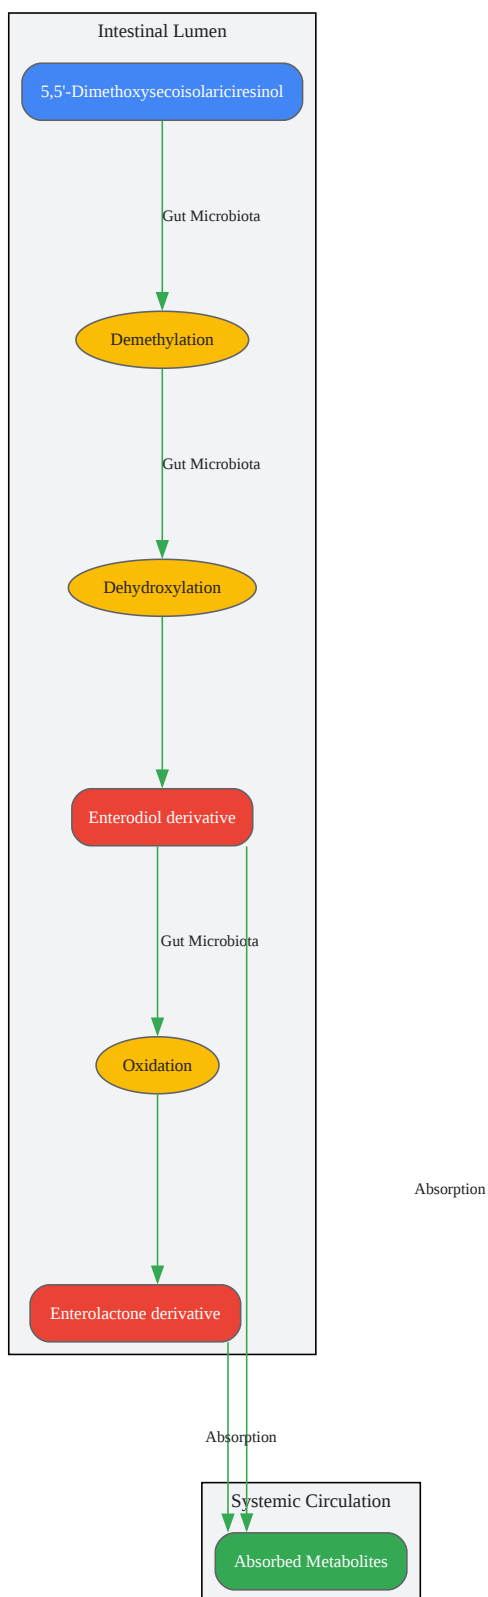 Intestinal Lumen
5,5'-Dimethoxysecoisolariciresinol
Gut Microbiota
Demethylation
Gut Microbiota
Dehydroxylation
Enterodiol derivative
Gut Microbiota
Oxidation
Absorption
Enterolactone derivative
Absorption
Systemic Circulation
Absorbed Metabolites